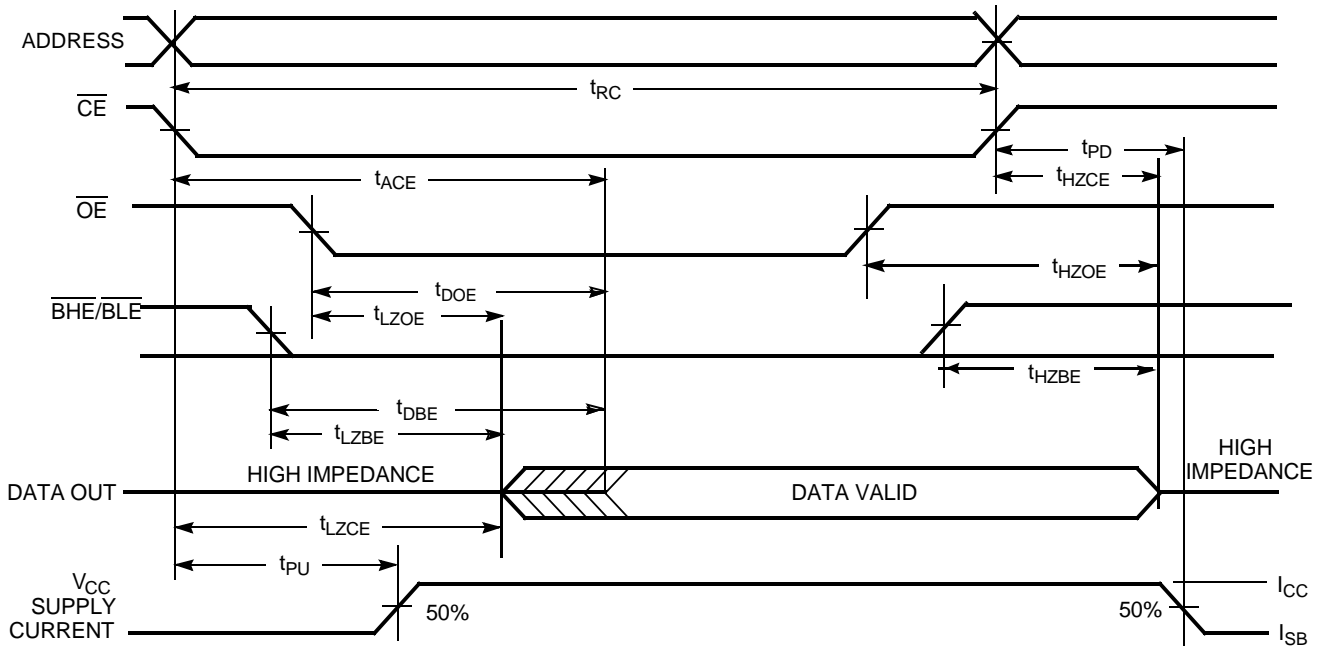 ADDRESS
tRC
CE
tPD
tACE
tHZCE
OE
tHZOE
tDOE
BHE/BLE
tLZOE
tHZBE
tDBE
tLZBE
HIGH IMPEDANCE
HIGH
IMPEDANCE
DATA OUT
DATA VALID
tLZCE
tPU
VCC
SUPPLY
CURRENT
50%
50%
ICC
ISB